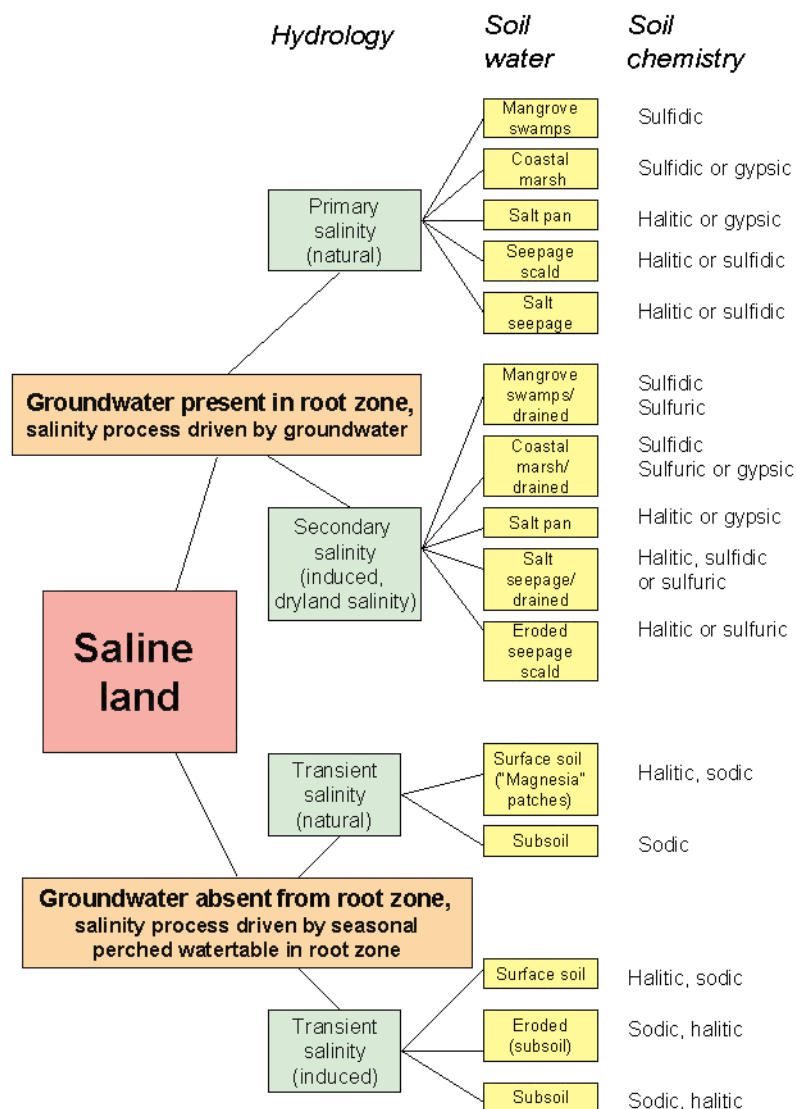 Hydrology
Soil
water
Soil
chemistry
Primary
salinity
(natural)
Mangrove
swamps
Sulfidic
Coastal
marsh
Sulfidic or gypsic
Salt pan
Halitic or gypsic
Seepage
scald
Halitic or sulfidic
Salt
seepage
Halitic or sulfidic
Groundwater present in root zone,
salinity process driven by groundwater
Secondary
salinity
(induced,
dryland salinity)
Mangrove
swamps/
drained
Sulfidic
Sulfuric
Coastal
marsh/
drained
Sulfidic
Sulfuric or gypsic
Salt pan
Halitic or gypsic
Salt
seepage/
drained
Halitic, sulfidic
or sulfuric
Eroded
seepage
scald
Halitic or sulfuric
Saline
land
Transient
salinity
(natural)
Surface soil
("Magnesia"
patches)
Halitic, sodic
Subsoil
Sodic
Groundwater absent from root zone,
salinity process driven by seasonal
perched watertable in root zone
Transient
salinity
(induced)
Surface soil
Halitic, sodic
Eroded
(subsoil)
Sodic, halitic
Subsoil
Sodic, halitic